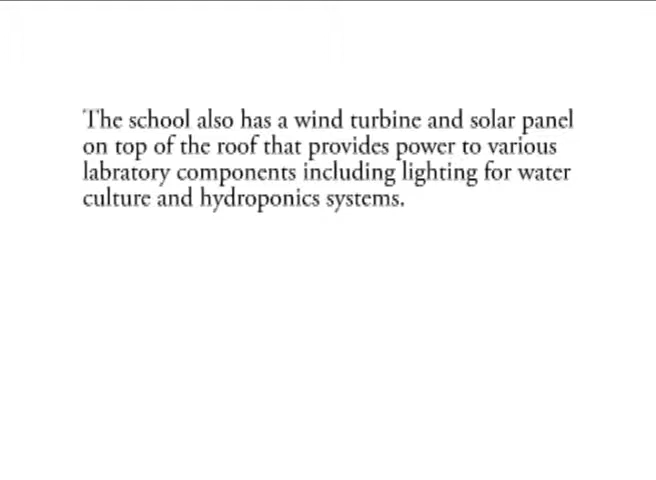 The school also has a wind turbine and solar panel
on top of the roof that provides power to various
labratory components including lighting for water
culture and hydroponics systems.